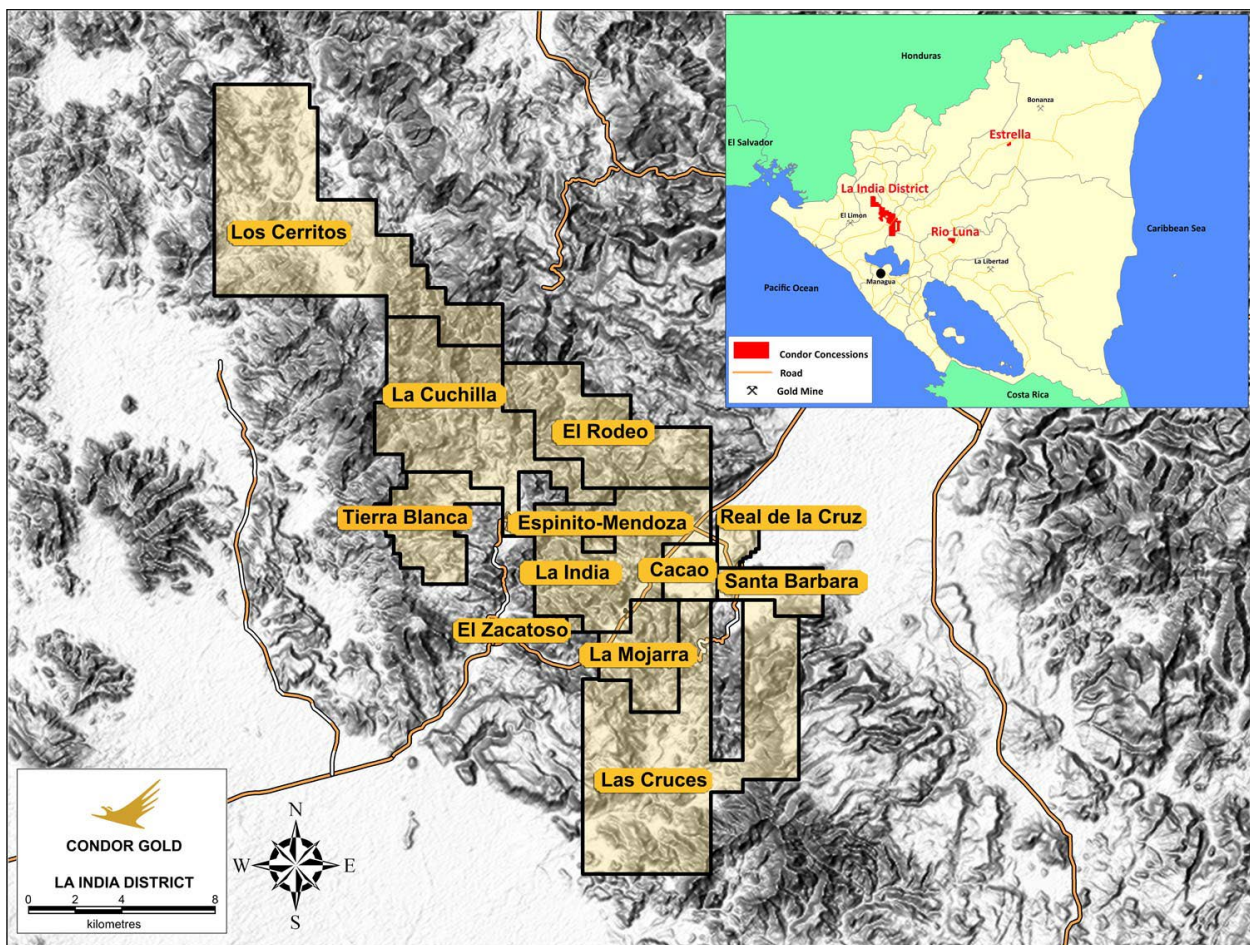 Los Cerritos
La Cuchilla
El Rodeo
Tierra Blanca
Espinito-Mendoza
Real de la Cruz
La India
Cacao
Santa Barbara
El Zacatoso
La Mojarra
Las Cruces
Honduras
Bonanza
El Salvador
Estrella
La India District
El Limon
Rio Luna
Caribbean Sea
La Libertad
Managua
Pacific Ocean
Costa Rica
Condor Concessions
Road
Gold Mine
CONDOR GOLD
LA INDIA DISTRICT
0 2 4 8
kilometres
N
W E
S